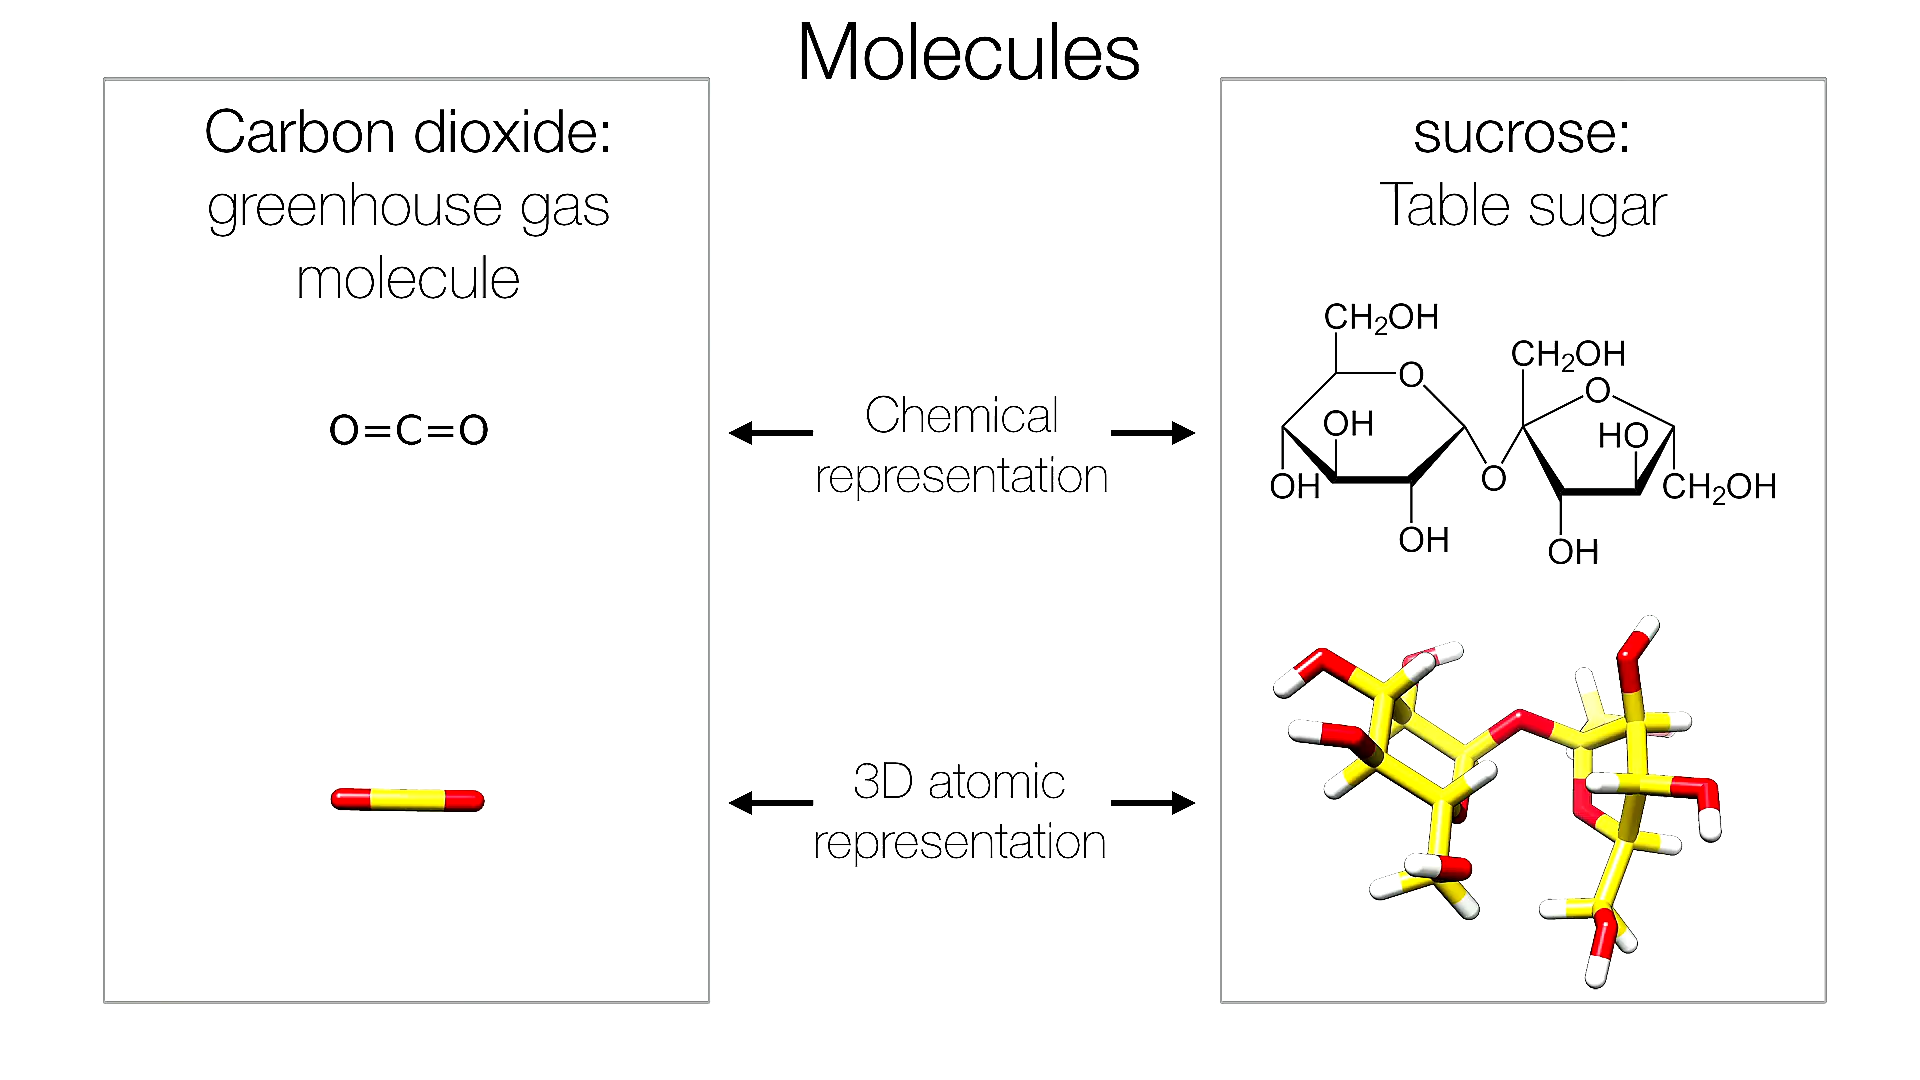 Molecules
Carbon dioxide:
greenhouse gas
molecule
O=C=O
Chemical
representation
3D atomic
representation
sucrose:
Table sugar
CH₂OH
CH₂OH
O
O
OH
HO
OH
O
CH₂OH
OH
OH